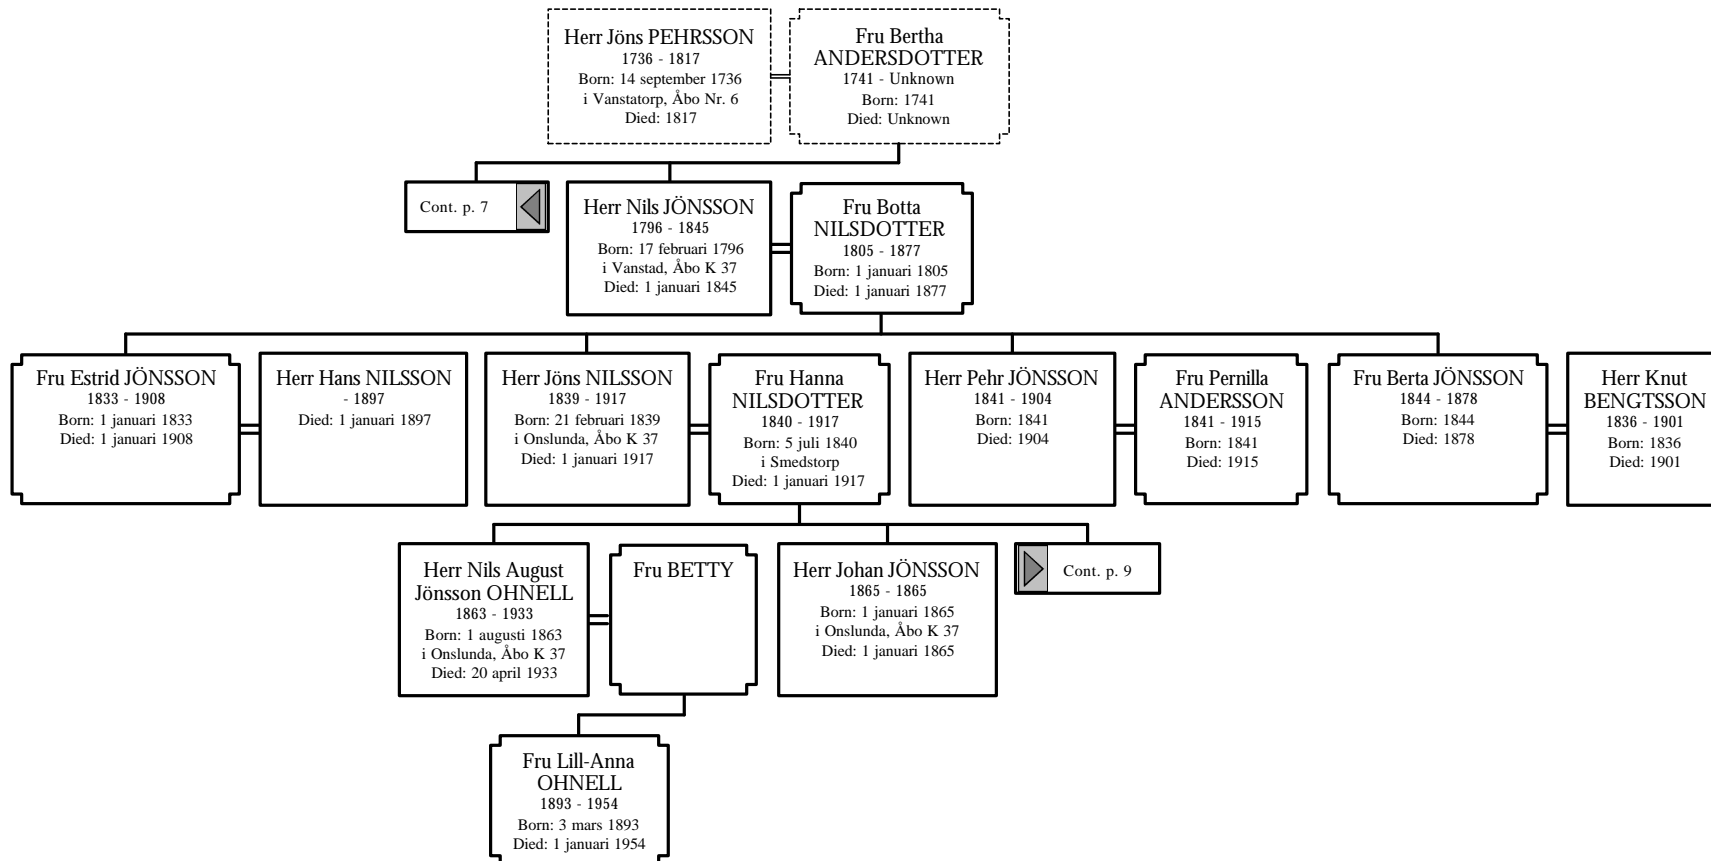 Herr Jöns PEHRSSON
1736 - 1817
Born: 14 september 1736
i Vanstatorp, Åbo Nr. 6
Died: 1817
Fru Bertha
ANDERSDOTTER
1741 - Unknown
Born: 1741
Died: Unknown
Cont. p. 7
Herr Nils JÖNSSON
1796 - 1845
Born: 17 februari 1796
i Vanstad, Åbo K 37
Died: 1 januari 1845
Fru Botta
NILSDOTTER
1805 - 1877
Born: 1 januari 1805
Died: 1 januari 1877
Fru Estrid JÖNSSON
1833 - 1908
Born: 1 januari 1833
Died: 1 januari 1908
Herr Hans NILSSON
- 1897
Died: 1 januari 1897
Herr Jöns NILSSON
1839 - 1917
Born: 21 februari 1839
i Onslunda, Åbo K 37
Died: 1 januari 1917
Fru Hanna
NILSDOTTER
1840 - 1917
Born: 5 juli 1840
i Smedstorp
Died: 1 januari 1917
Herr Pehr JÖNSSON
1841 - 1904
Born: 1841
Died: 1904
Fru Pernilla
ANDERSSON
1841 - 1915
Born: 1841
Died: 1915
Fru Berta JÖNSSON
1844 - 1878
Born: 1844
Died: 1878
Herr Knut
BENGTSSON
1836 - 1901
Born: 1836
Died: 1901
Herr Nils August
Jönsson OHNELL
1863 - 1933
Born: 1 augusti 1863
i Onslunda, Åbo K 37
Died: 20 april 1933
Fru BETTY
Herr Johan JÖNSSON
1865 - 1865
Born: 1 januari 1865
i Onslunda, Åbo K 37
Died: 1 januari 1865
Cont. p. 9
Fru Lill-Anna
OHNELL
1893 - 1954
Born: 3 mars 1893
Died: 1 januari 1954